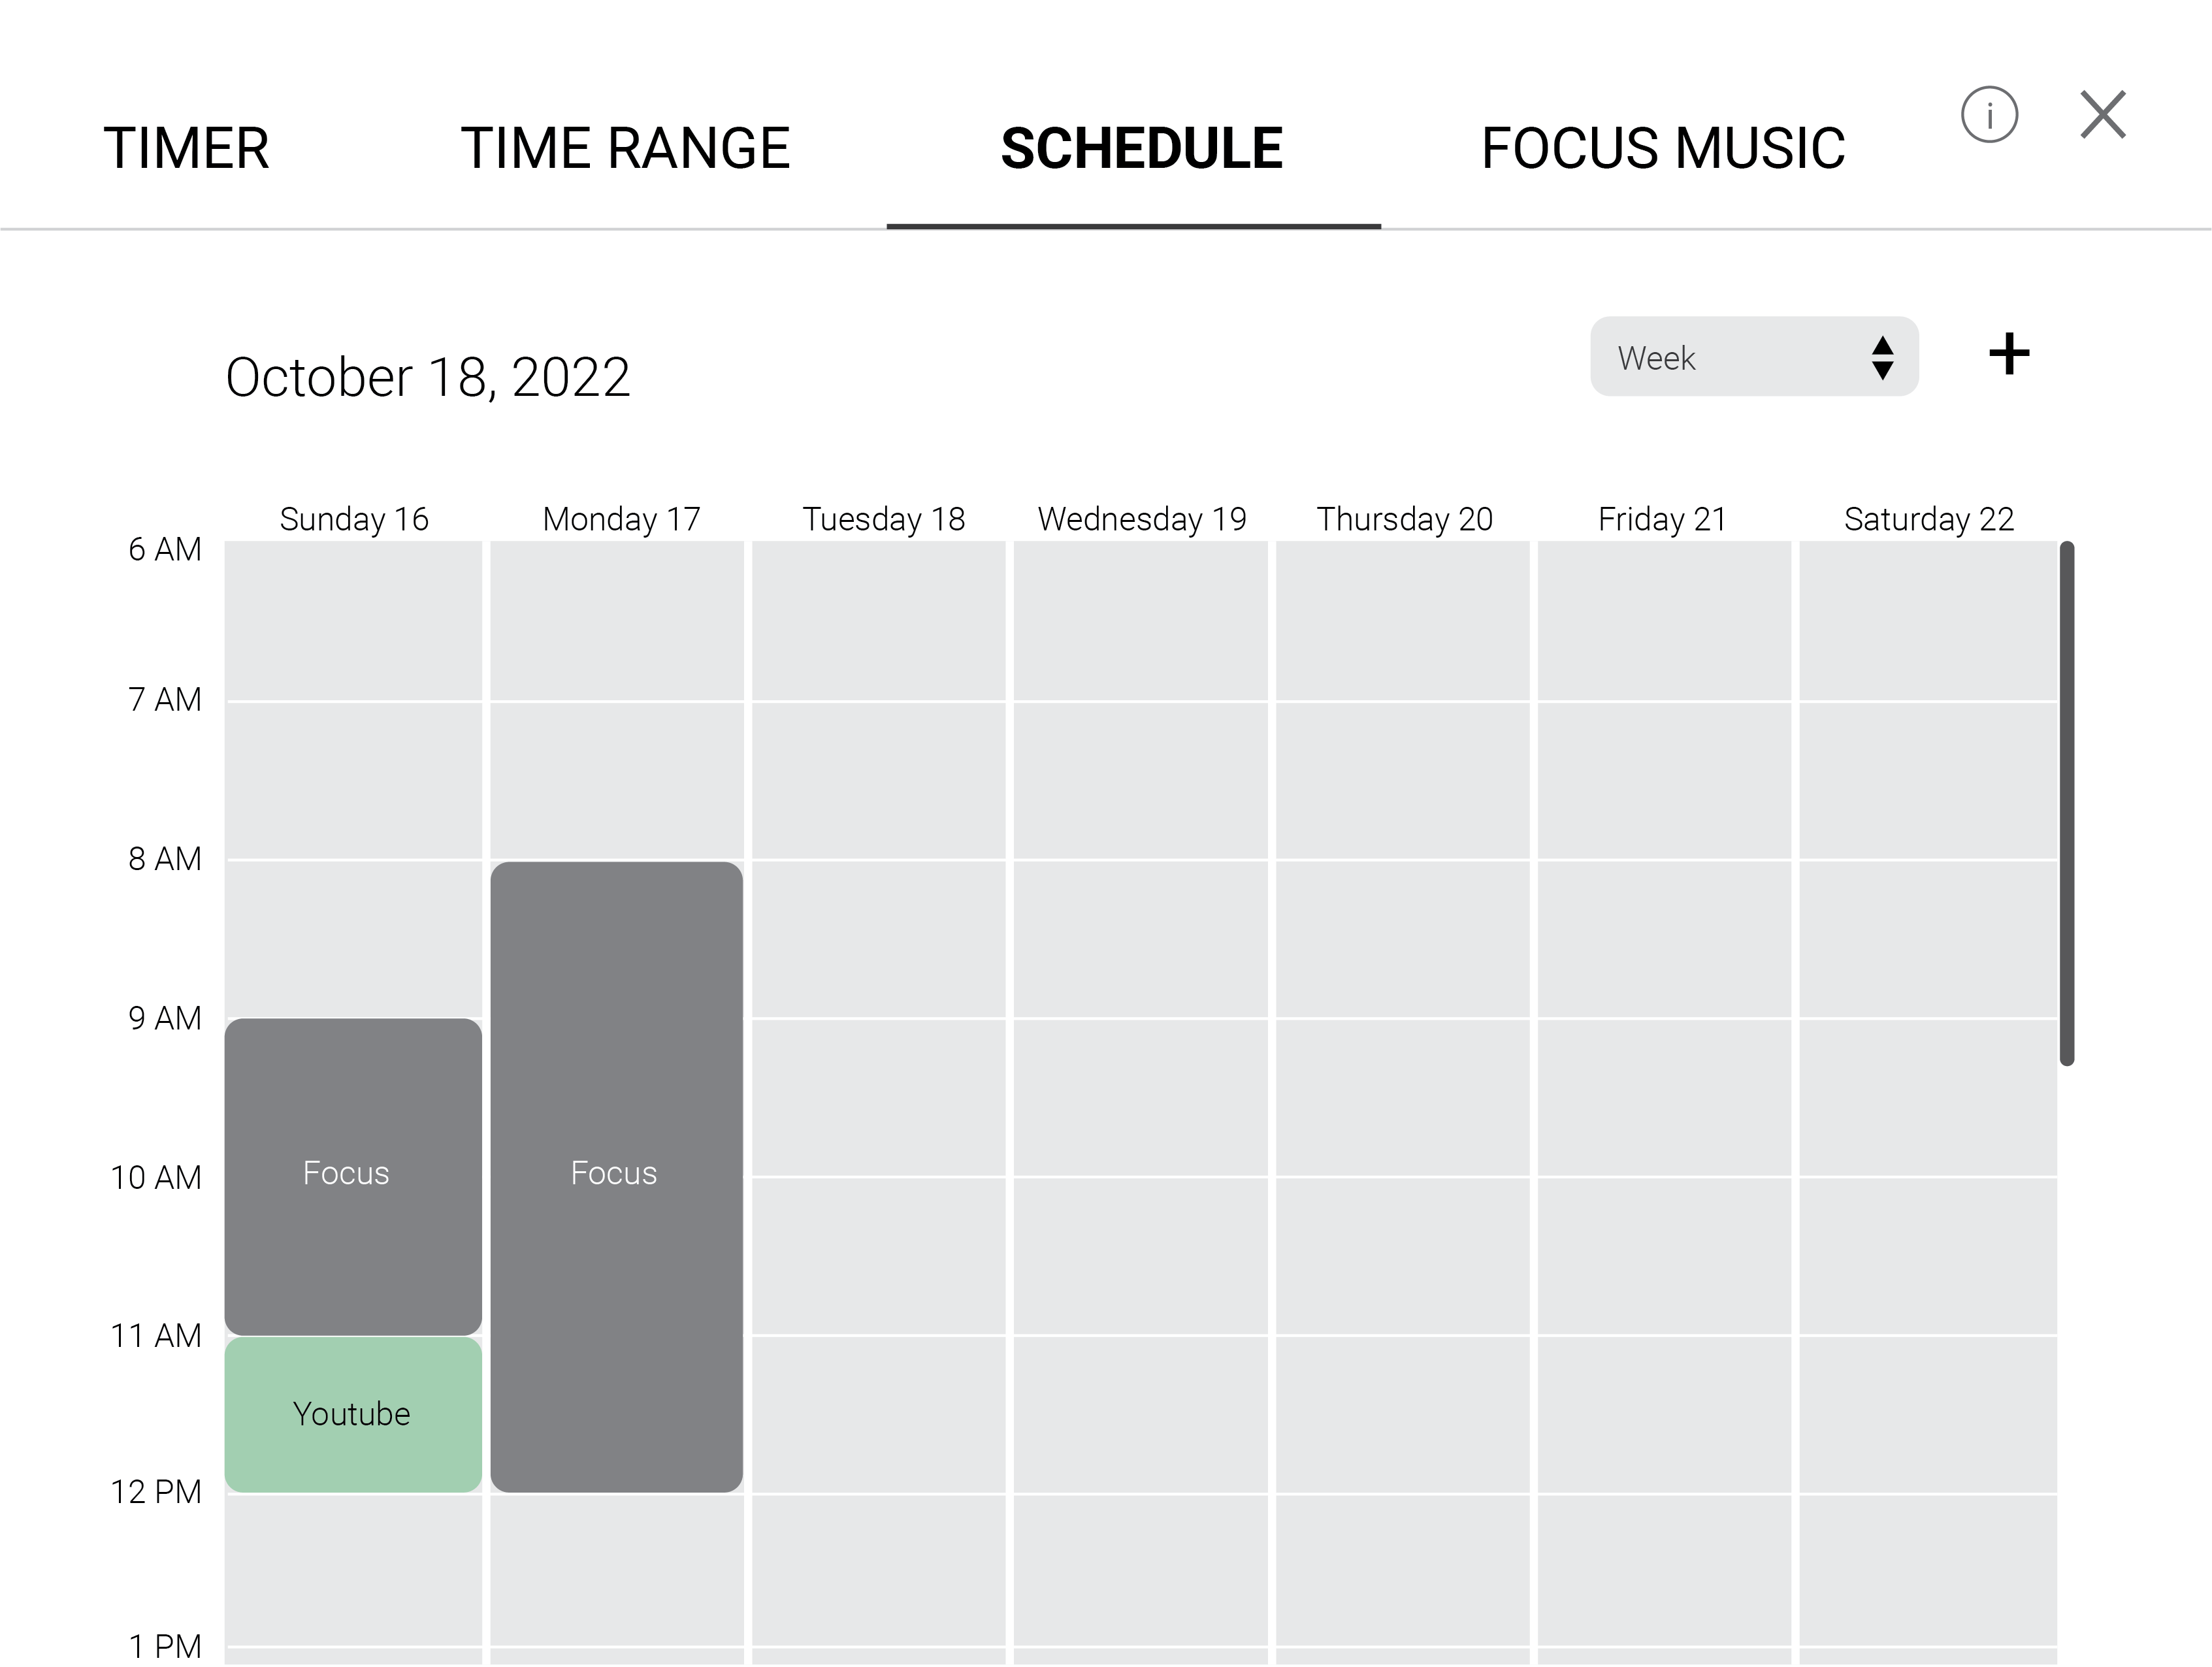 TIMER TIME RANGE SCHEDULE FOCUS MUSIC i
October 18, 2022 Week
Sunday 16 Monday 17 Tuesday 18 Wednesday 19 Thursday 20 Friday 21 Saturday 22
6 AM
7 AM
8 AM
9 AM
10 AM Focus Focus
11 AM
Youtube
12 PM
1 PM